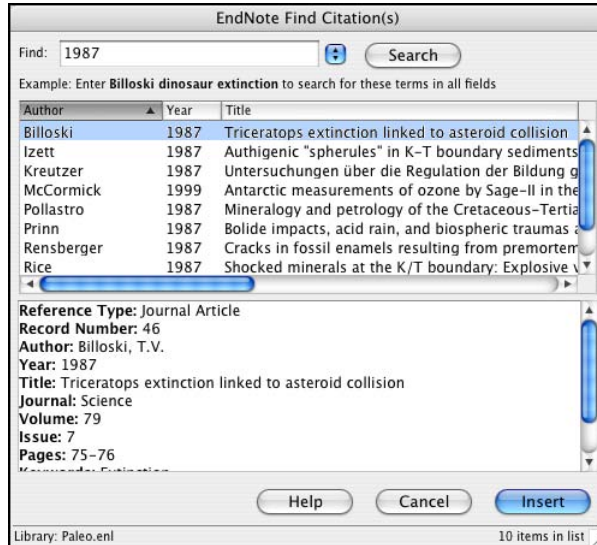 EndNote Find Citation(s)
Find: 1987 Search
Example: Enter Billoski dinosaur extinction to search for these terms in all fields
Author Year Title
Billoski 1987 Triceratops extinction linked to asteroid collision
Izett 1987 Authigenic "spherules" in K-T boundary sediments
Kreutzer 1987 Untersuchungen über die Regulation der Bildung g
McCormick 1999 Antarctic measurements of ozone by Sage-II in the
Pollastro 1987 Mineralogy and petrology of the Cretaceous-Tertia
Prinn 1987 Bolide impacts, acid rain, and biospheric traumas a
Rensberger 1987 Cracks in fossil enamels resulting from premortem
Rice 1987 Shocked minerals at the K/T boundary: Explosive v
Reference Type: Journal Article
Record Number: 46
Author: Billoski, T.V.
Year: 1987
Title: Triceratops extinction linked to asteroid collision
Journal: Science
Volume: 79
Issue: 7
Pages: 75-76
Keywords: Extinction
Help Cancel Insert
Library: Paleo.enl 10 items in list